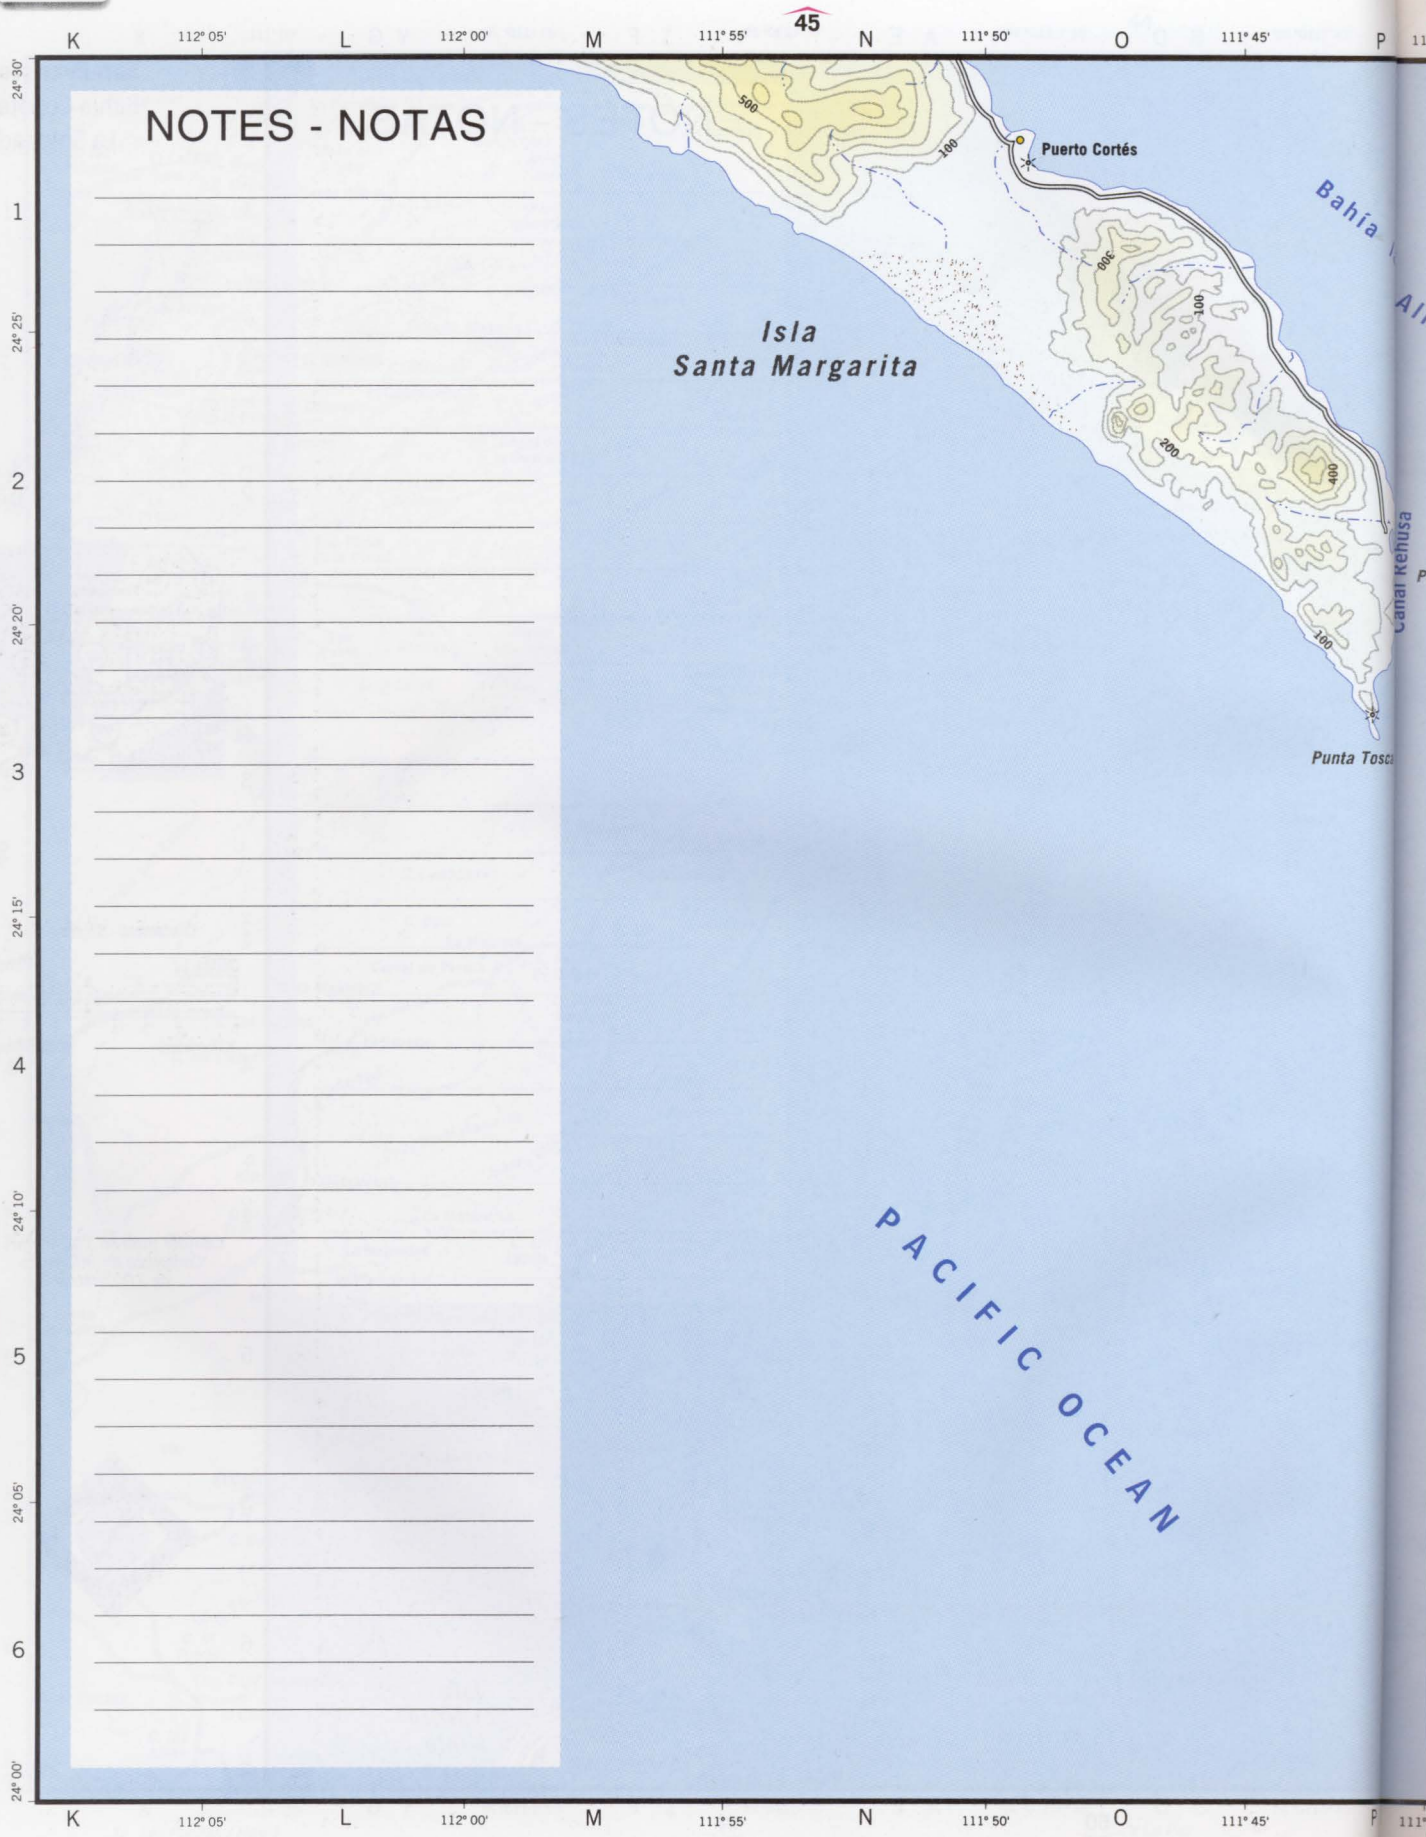 45
K 112° 05' L 112° 00' M 111° 55' N 111° 50' O 111° 45' P
24° 30'
NOTES - NOTAS
500
100
Puerto Cortés
1
Bahía
300
100
24° 25'
Isla
Santa Margarita
200
400
2
Canal Rehusa
24° 20'
100
Punta
3
24° 15'
4
24° 10'
PACIFIC OCEAN
5
24° 05'
6
24° 00'
K 112° 05' L 112° 00' M 111° 55' N 111° 50' O 111° 45' P